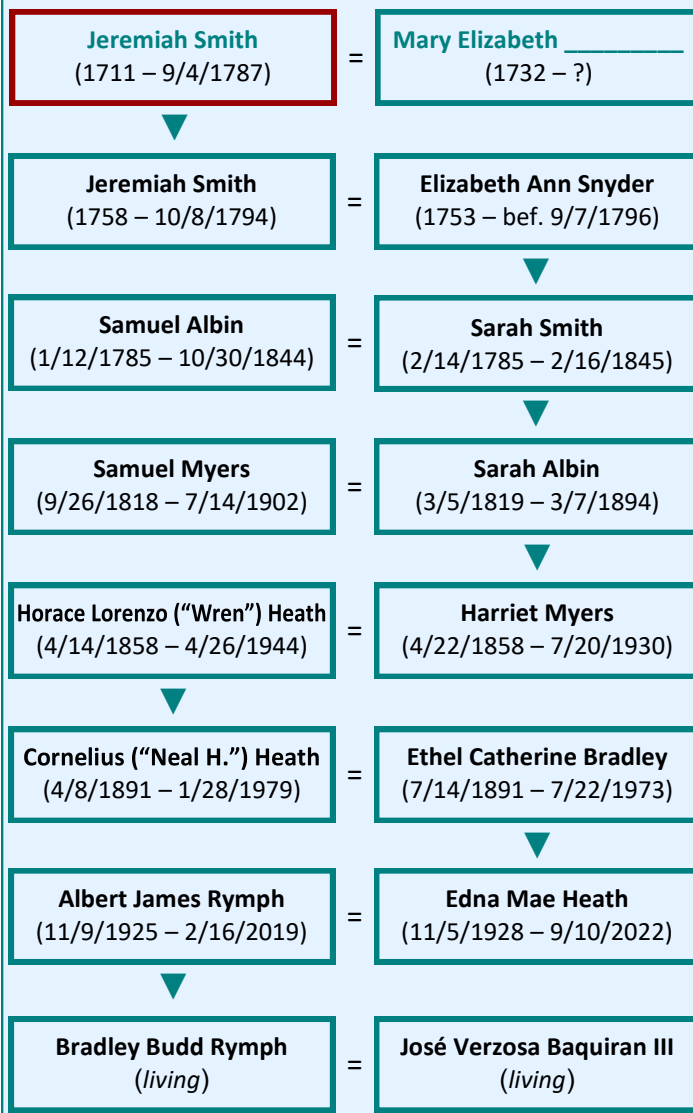 Jeremiah Smith
(1711 – 9/4/1787)
=
Mary Elizabeth _________
(1732 – ?)
Jeremiah Smith
(1758 – 10/8/1794)
=
Elizabeth Ann Snyder
(1753 – bef. 9/7/1796)
Samuel Albin
(1/12/1785 – 10/30/1844)
=
Sarah Smith
(2/14/1785 – 2/16/1845)
Samuel Myers
(9/26/1818 – 7/14/1902)
=
Sarah Albin
(3/5/1819 – 3/7/1894)
Horace Lorenzo (“Wren”) Heath
(4/14/1858 – 4/26/1944)
=
Harriet Myers
(4/22/1858 – 7/20/1930)
Cornelius (“Neal H.”) Heath
(4/8/1891 – 1/28/1979)
=
Ethel Catherine Bradley
(7/14/1891 – 7/22/1973)
Albert James Rymph
(11/9/1925 – 2/16/2019)
=
Edna Mae Heath
(11/5/1928 – 9/10/2022)
Bradley Budd Rymph
(living)
=
José Verzosa Baquiran III
(living)